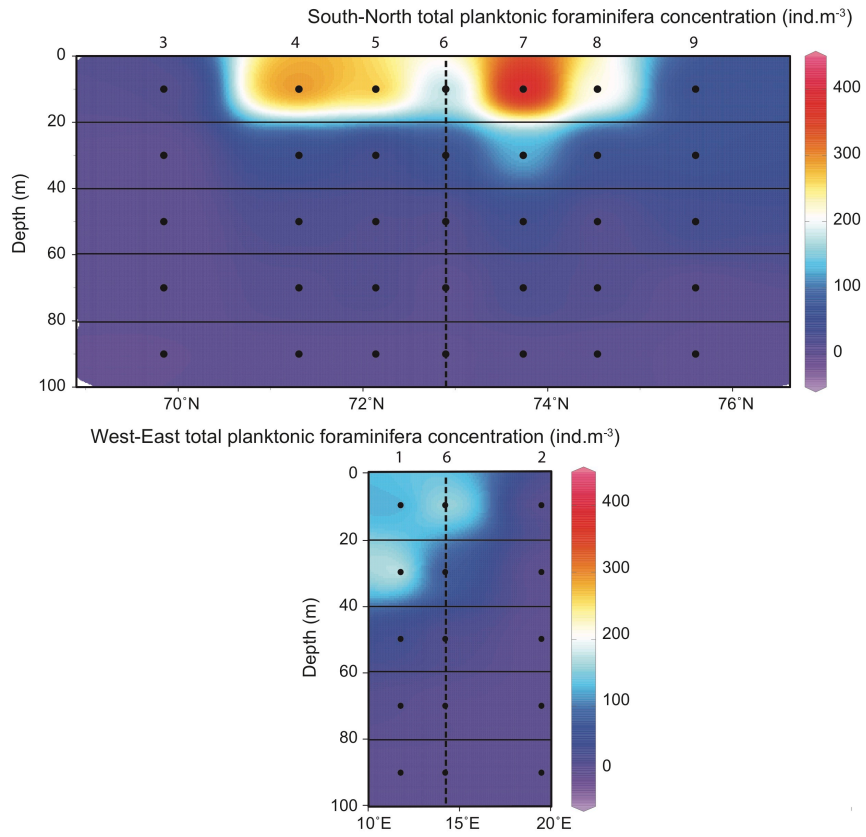 South-North total planktonic foraminifera concentration (ind.m-3)
3 4 5 6 7 8 9
0
20
40
60
80
100
Depth (m)
70°N 72°N 74°N 76°N
400
300
200
100
0
West-East total planktonic foraminifera concentration (ind.m-3)
1 6 2
0
20
40
60
80
100
Depth (m)
10°E 15°E 20°E
400
300
200
100
0